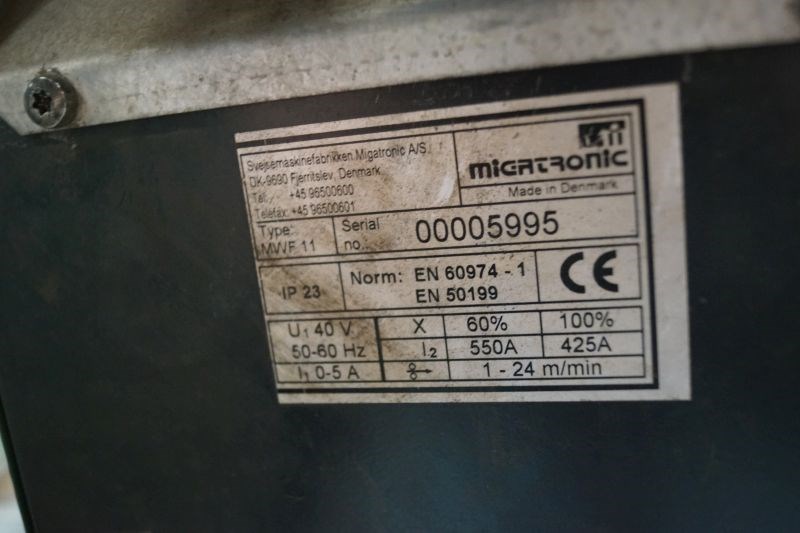 Svejsemaskinefabrikken Migatronic A/S
DK-9690 Fjerritslev, Denmark
Tel.: +45 96500600
Telefax: +45 96500601
MIGATRONIC
Made in Denmark
Type: MWF 11
Serial no.: 00005995
IP 23
Norm: EN 60974 - 1
EN 50199
CE
U1 40 V X 60% 100%
50-60 Hz I2 550A 425A
I1 0-5 A 1 - 24 m/min